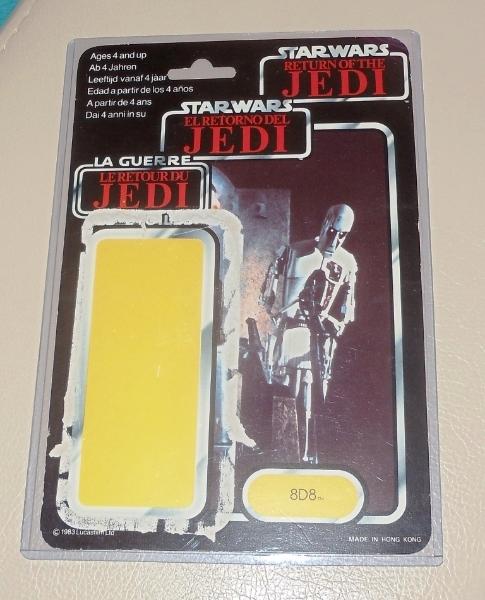 Ages 4 and up
Ab 4 Jahren
Leeftijd vanaf 4 jaar
Edad a partir de los 4 años
A partir de 4 ans
Dai 4 anni in su
STAR WARS
RETURN OF THE
JEDI
STAR WARS
EL RETORNO DEL
JEDI
LA GUERRE
LE RETOUR DU
JEDI
n
8D8™
© 1983 Lucasfilm Ltd
MADE IN HONG KONG